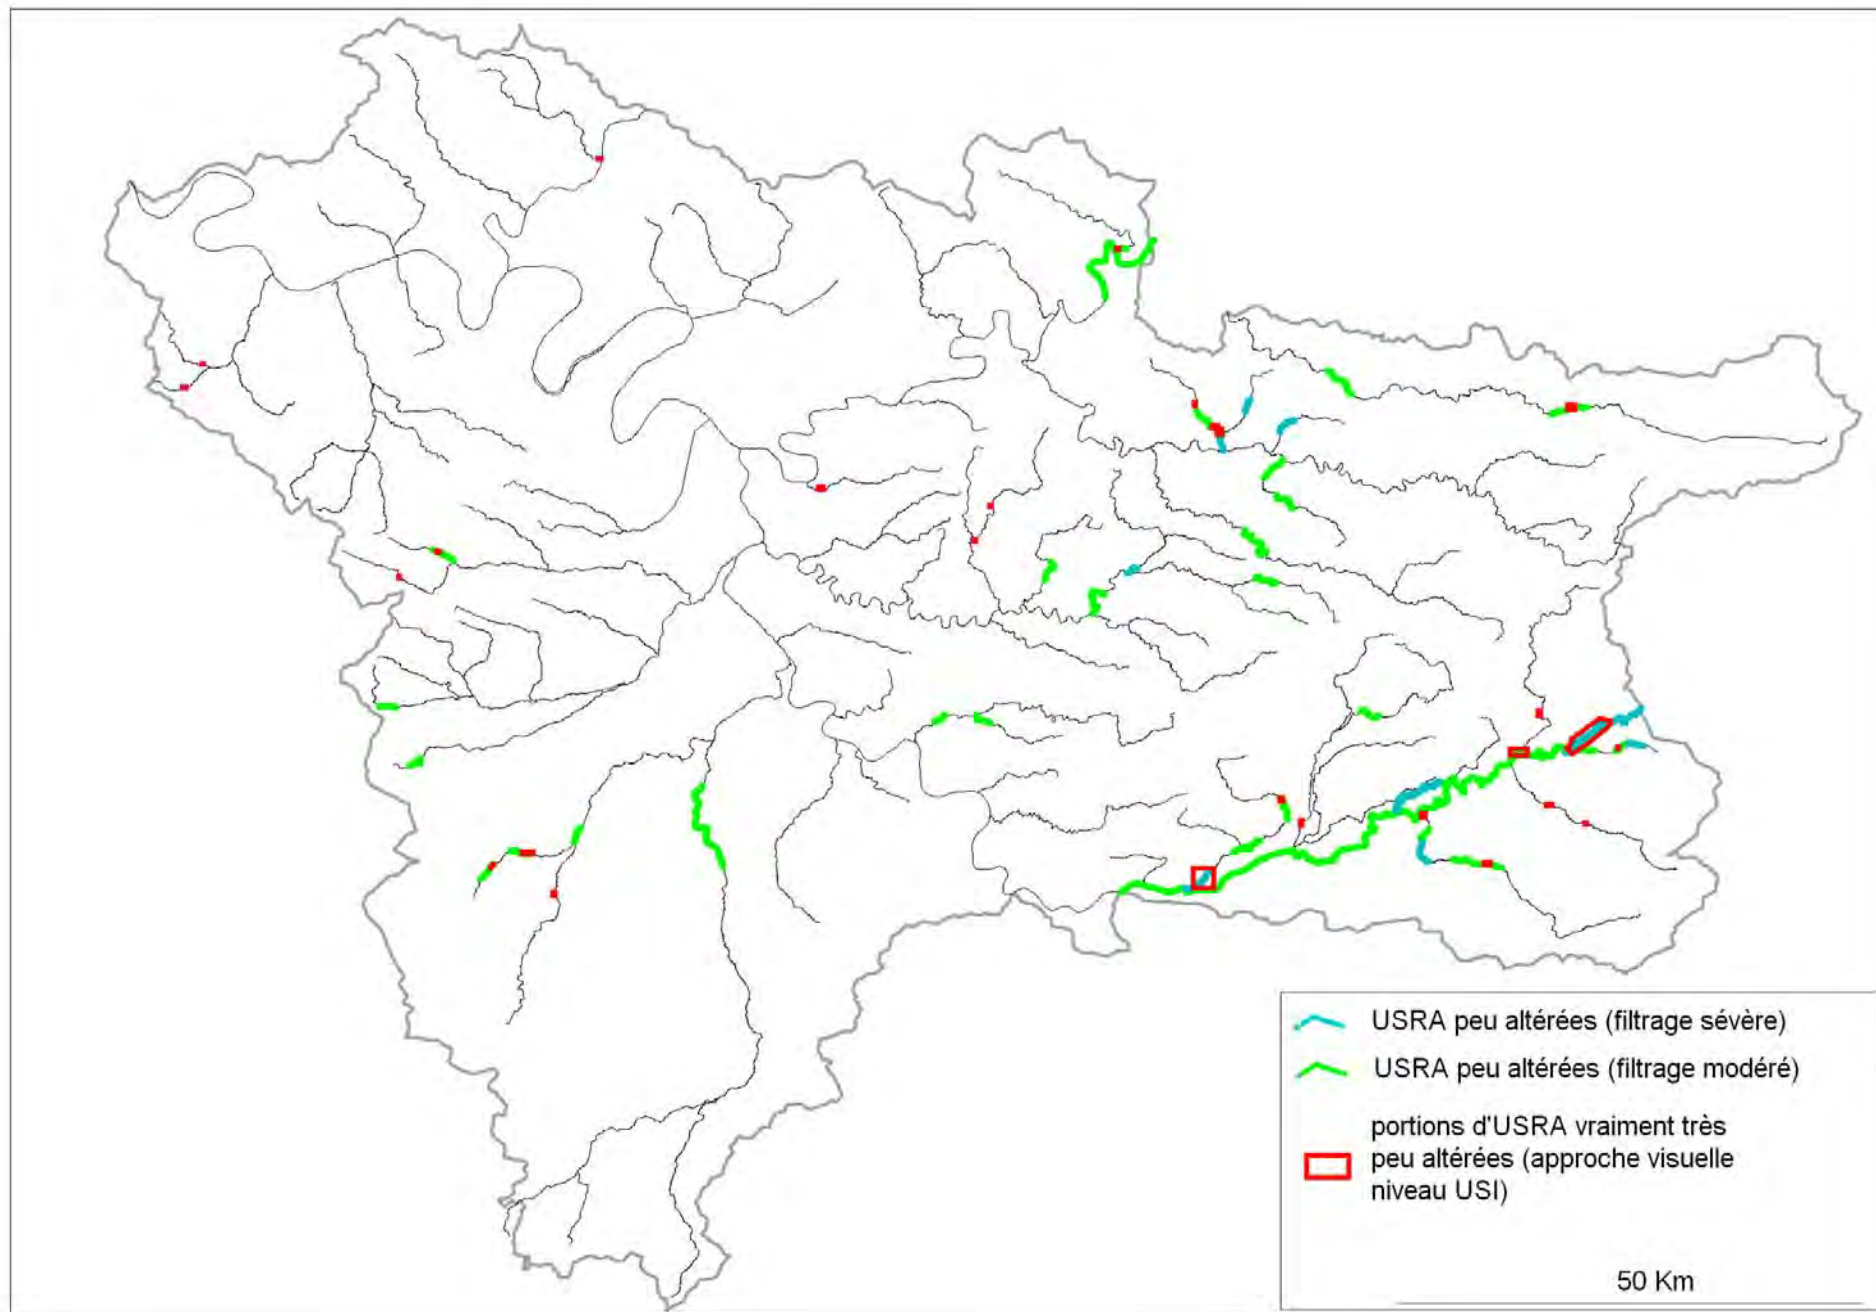 USRA peu altérées (filtrage sévère)
USRA peu altérées (filtrage modéré)
portions d'USRA vraiment très
peu altérées (approche visuelle
niveau USI)
50 Km